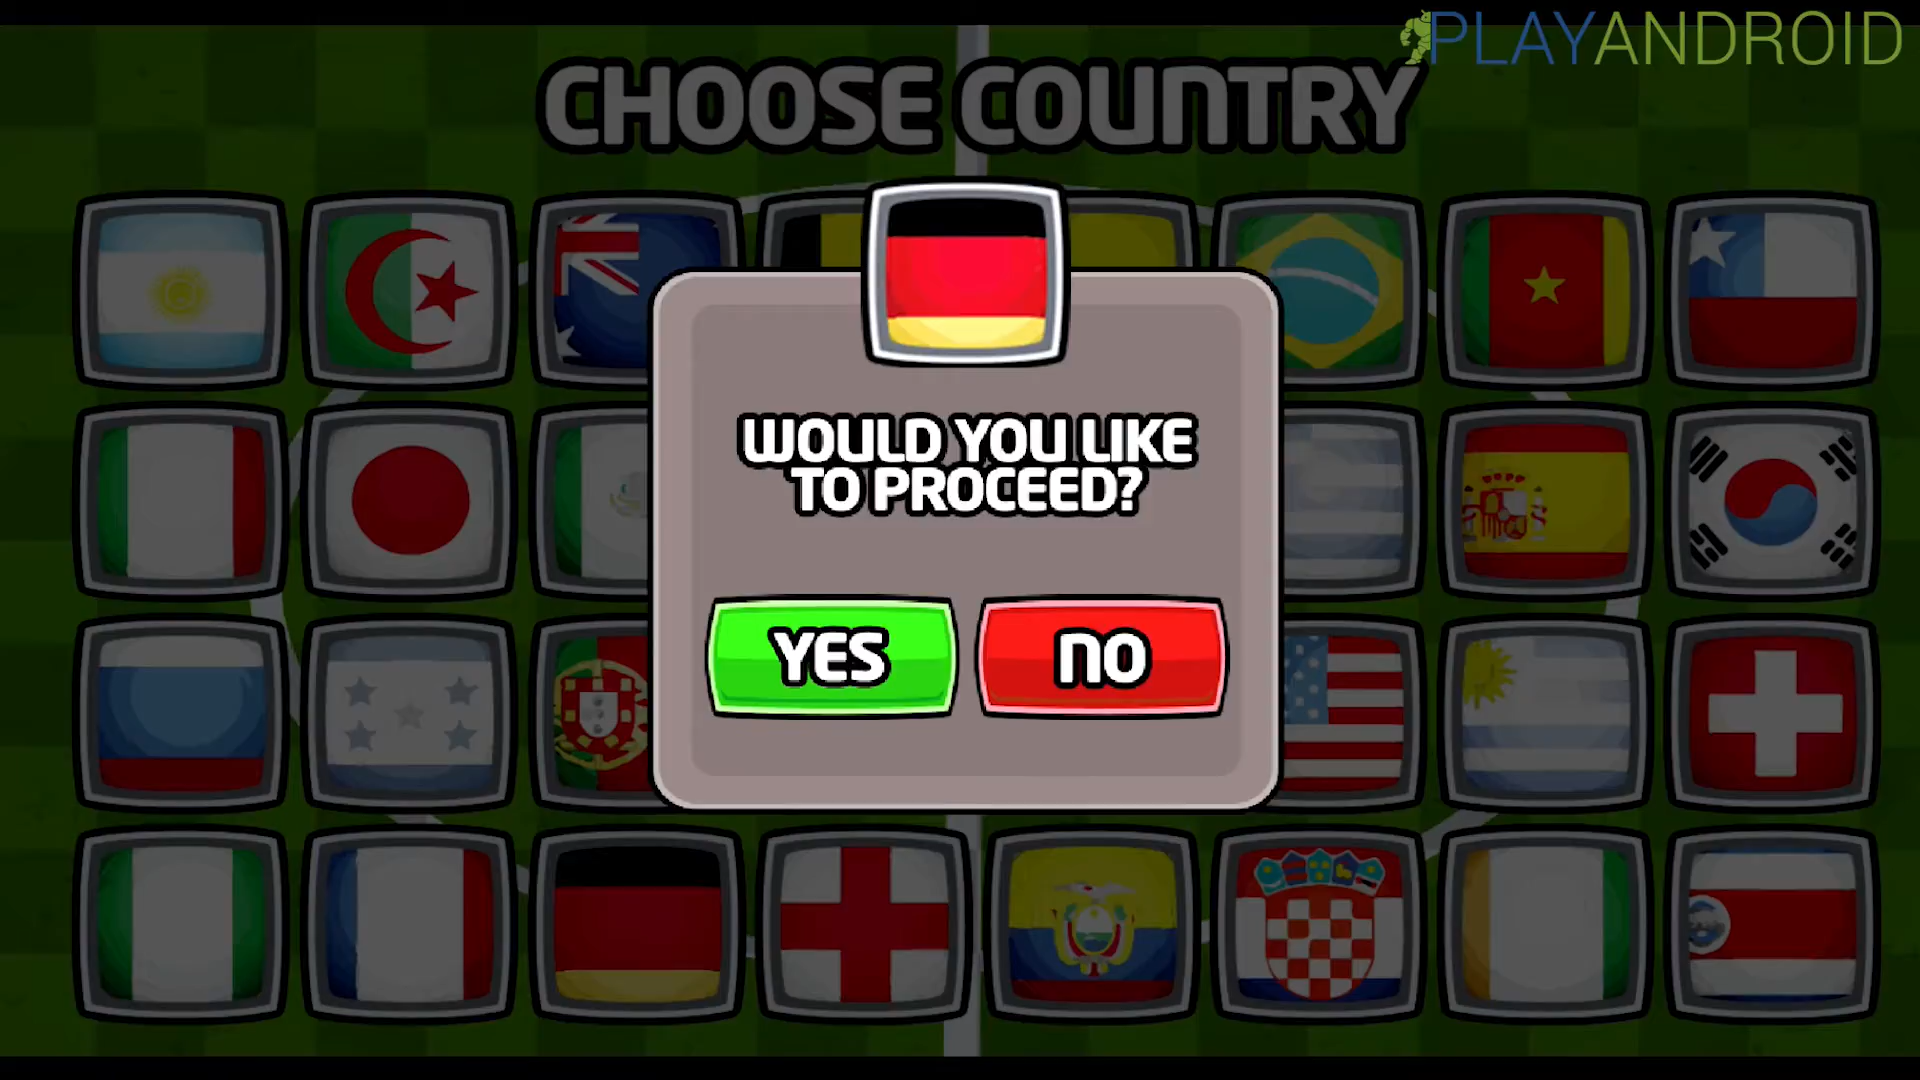 PLAYANDROID
CHOOSE COUNTRY
WOULD YOU LIKE
TO PROCEED?
YES
NO